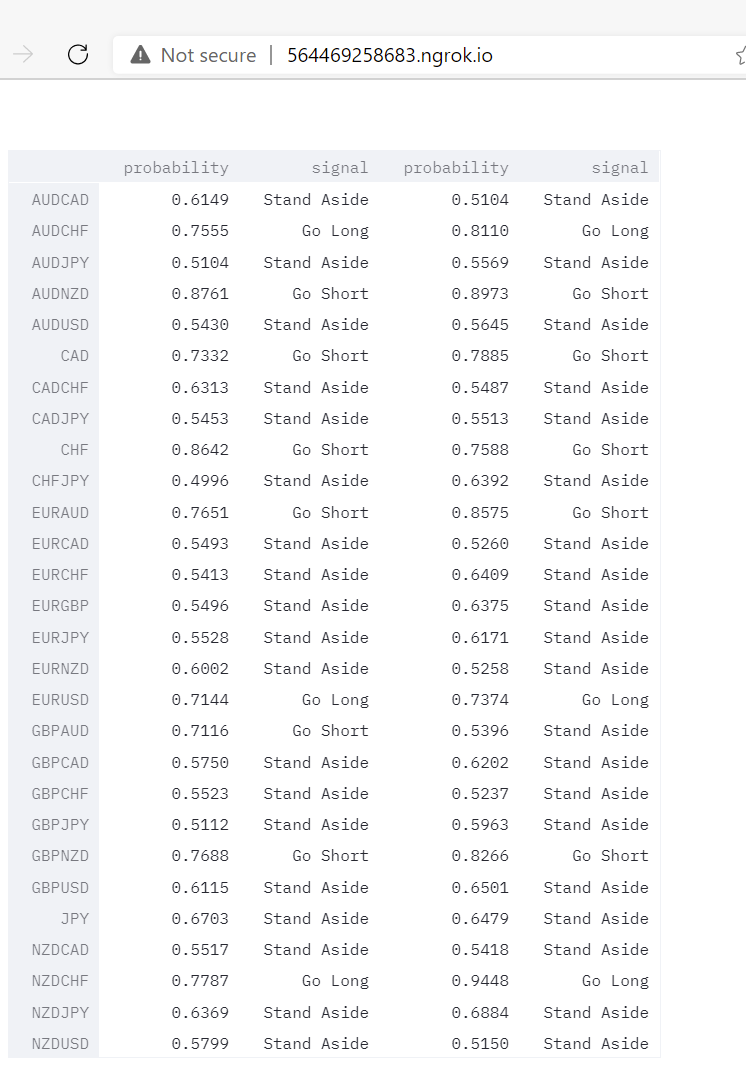 Not secure | 564469258683.ngrok.io
probability signal probability signal
AUDCAD 0.6149 Stand Aside 0.5104 Stand Aside
AUDCHF 0.7555 Go Long 0.8110 Go Long
AUDJPY 0.5104 Stand Aside 0.5569 Stand Aside
AUDNZD 0.8761 Go Short 0.8973 Go Short
AUDUSD 0.5430 Stand Aside 0.5645 Stand Aside
CAD 0.7332 Go Short 0.7885 Go Short
CADCHF 0.6313 Stand Aside 0.5487 Stand Aside
CADJPY 0.5453 Stand Aside 0.5513 Stand Aside
CHF 0.8642 Go Short 0.7588 Go Short
CHFJPY 0.4996 Stand Aside 0.6392 Stand Aside
EURAUD 0.7651 Go Short 0.8575 Go Short
EURCAD 0.5493 Stand Aside 0.5260 Stand Aside
EURCHF 0.5413 Stand Aside 0.6409 Stand Aside
EURGBP 0.5496 Stand Aside 0.6375 Stand Aside
EURJPY 0.5528 Stand Aside 0.6171 Stand Aside
EURNZD 0.6002 Stand Aside 0.5258 Stand Aside
EURUSD 0.7144 Go Long 0.7374 Go Long
GBPAUD 0.7116 Go Short 0.5396 Stand Aside
GBPCAD 0.5750 Stand Aside 0.6202 Stand Aside
GBPCHF 0.5523 Stand Aside 0.5237 Stand Aside
GBPJPY 0.5112 Stand Aside 0.5963 Stand Aside
GBPNZD 0.7688 Go Short 0.8266 Go Short
GBPUSD 0.6115 Stand Aside 0.6501 Stand Aside
JPY 0.6703 Stand Aside 0.6479 Stand Aside
NZDCAD 0.5517 Stand Aside 0.5418 Stand Aside
NZDCHF 0.7787 Go Long 0.9448 Go Long
NZDJPY 0.6369 Stand Aside 0.6884 Stand Aside
NZDUSD 0.5799 Stand Aside 0.5150 Stand Aside